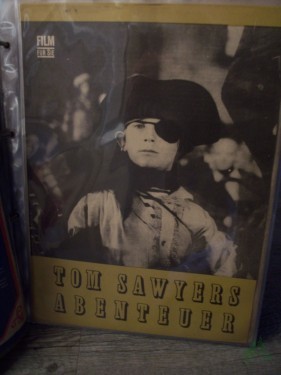 FILM
FÜR SIE
TOM SAWYERS
ABENTEUER